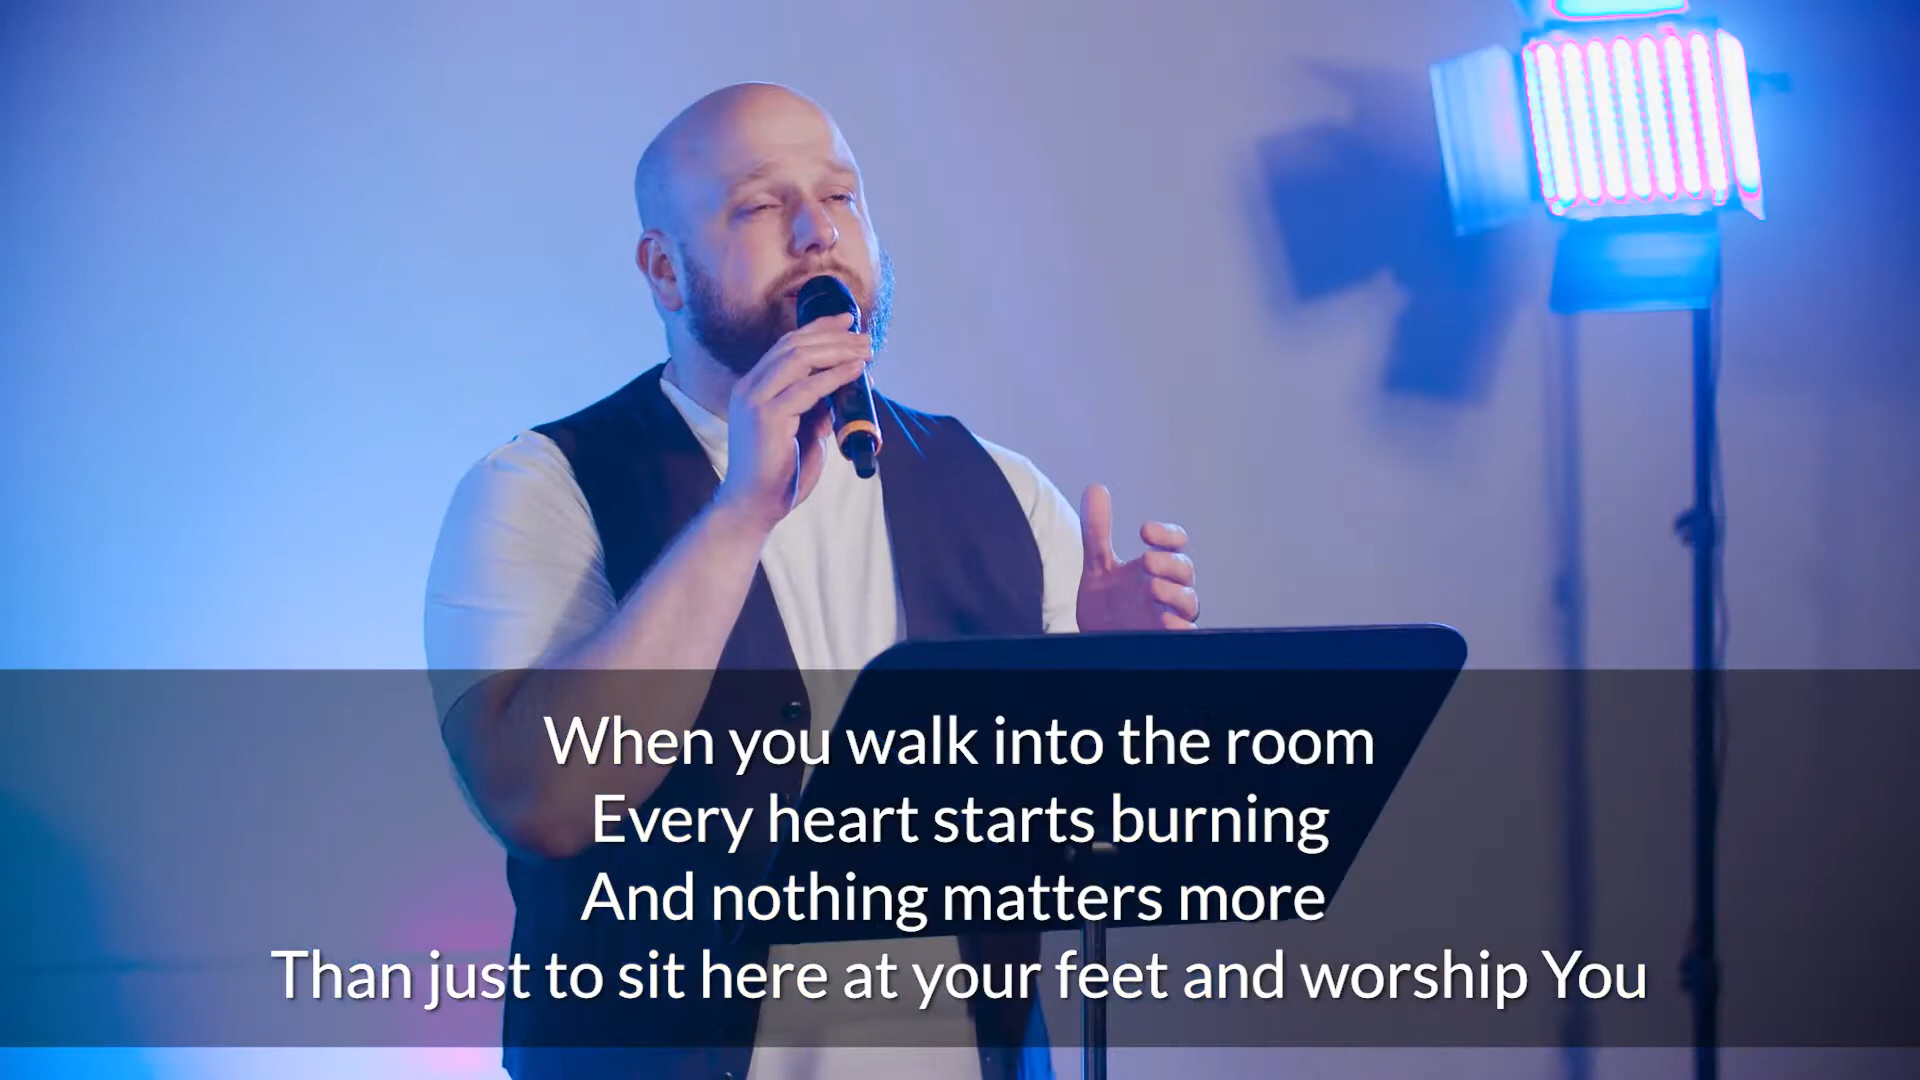 When you walk into the room
Every heart starts burning
And nothing matters more
Than just to sit here at your feet and worship You